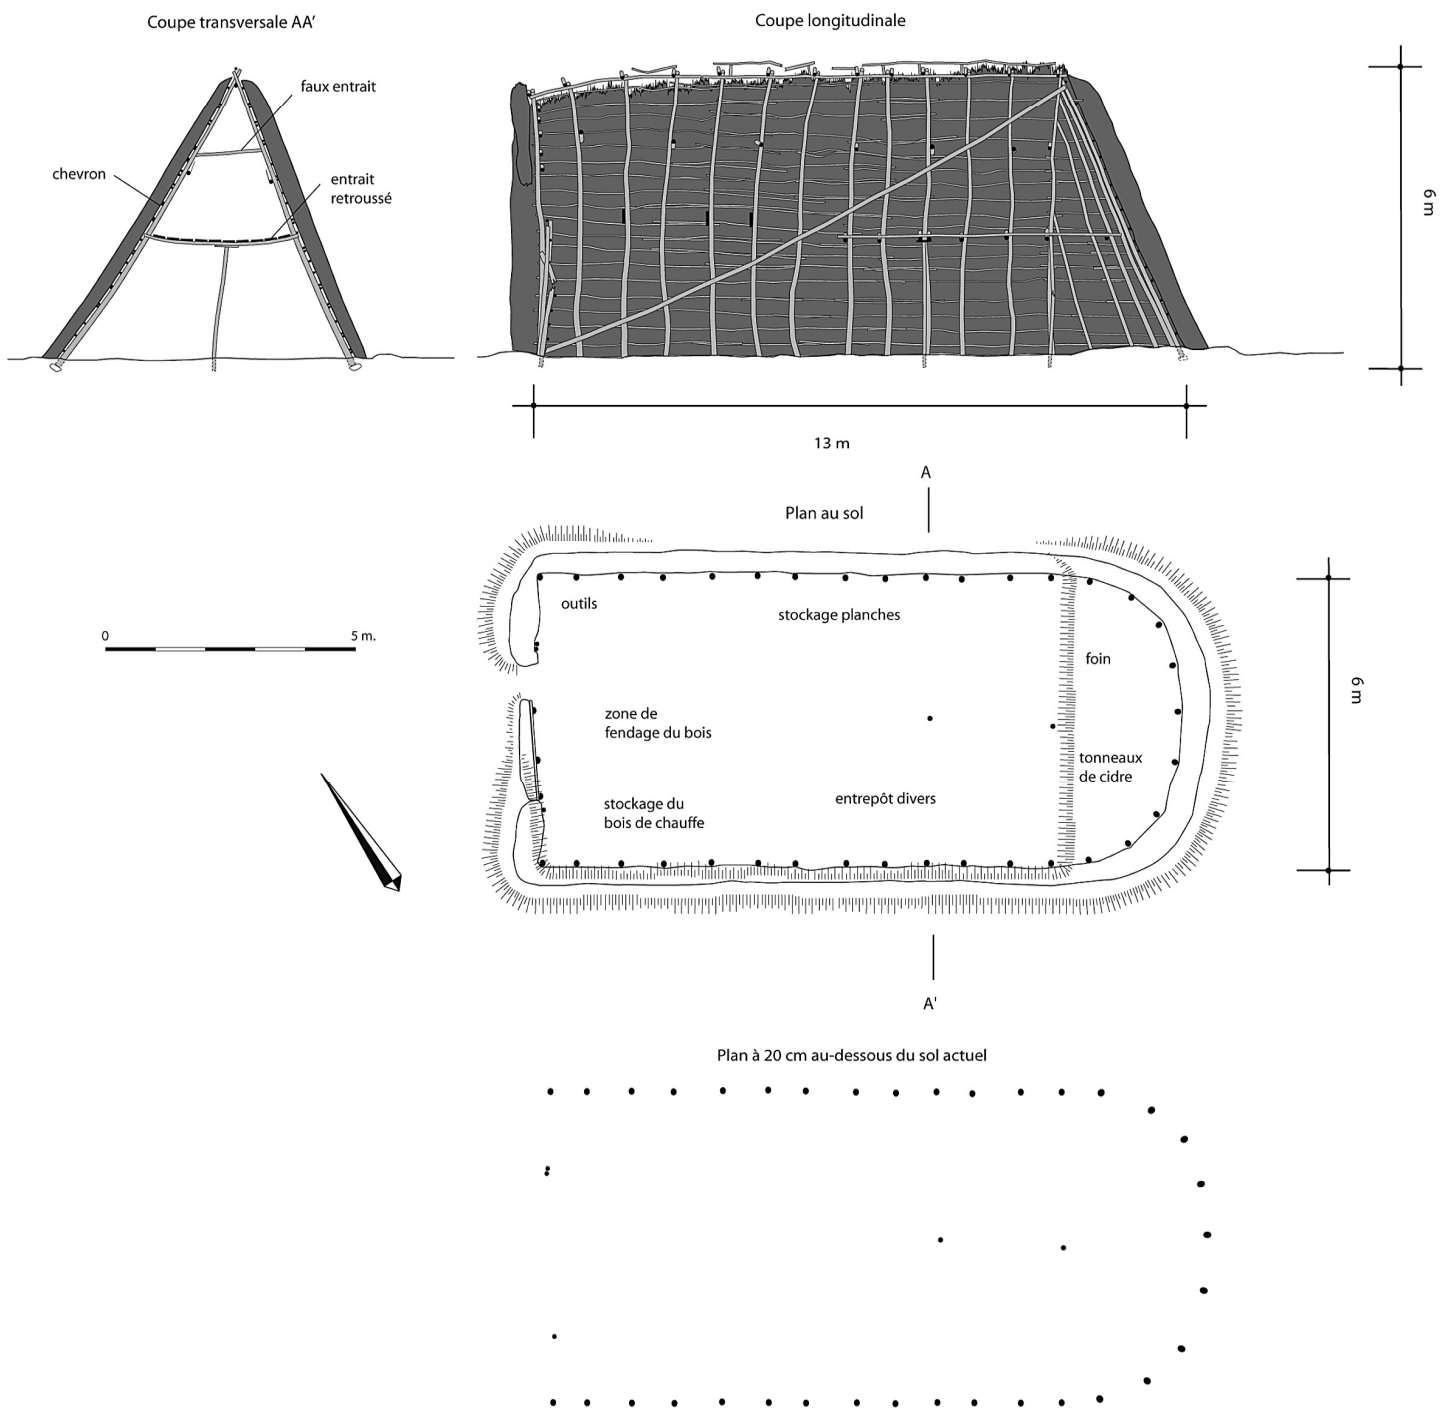 Coupe transversale AA'
Coupe longitudinale
faux entrait
chevron
entrait
retroussé
6 m
13 m
A
Plan au sol
outils
stockage planches
0
5 m.
foin
6 m
zone de
fendage du bois
tonneaux
de cidre
stockage du
bois de chauffe
entrepôt divers
A'
Plan à 20 cm au-dessous du sol actuel